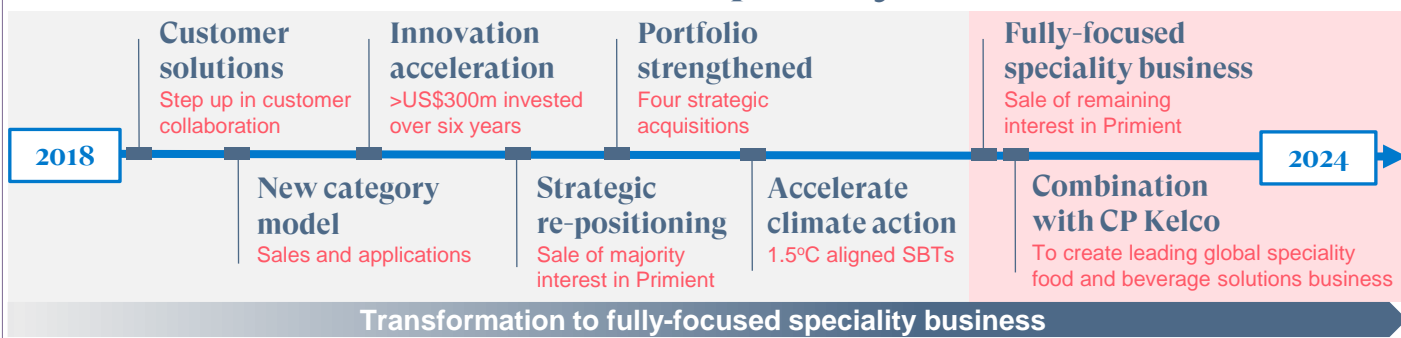 Customer
solutions
Step up in customer
collaboration
Innovation
acceleration
>US$300m invested
over six years
Portfolio
strengthened
Four strategic
acquisitions
Fully-focused
speciality business
Sale of remaining
interest in Primient
2018
2024
New category
model
Sales and applications
Strategic
re-positioning
Sale of majority
interest in Primient
Accelerate
climate action
1.5ºC aligned SBTs
Combination
with CP Kelco
To create leading global speciality
food and beverage solutions business
Transformation to fully-focused speciality business